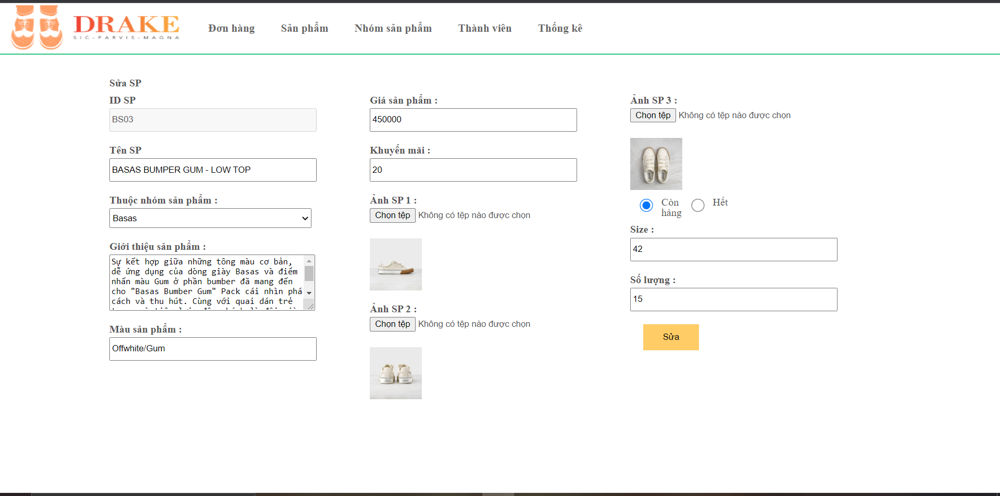 DRAKE
SIC-PARVIS-MAGNA
Đơn hàng
Sản phẩm
Nhóm sản phẩm
Thành viên
Thống kê
Sửa SP
ID SP
BS03
Tên SP
BASAS BUMPER GUM - LOW TOP
Thuộc nhóm sản phẩm :
Basas
Giới thiệu sản phẩm :
Sự kết hợp giữa những tông màu cơ bản,
dễ ứng dụng của dòng giày Basas và điểm
nhấn màu Gum ở phần bumber đã mang đến
cho "Basas Bumber Gum" Pack cái nhìn phá
cách và thu hút. Cùng với quai dán trẻ
Màu sản phẩm :
Offwhite/Gum
Giá sản phẩm :
450000
Khuyến mãi :
20
Ảnh SP 1 :
Chọn tệp Không có tệp nào được chọn
Ảnh SP 2 :
Chọn tệp Không có tệp nào được chọn
Ảnh SP 3 :
Chọn tệp Không có tệp nào được chọn
Còn
hàng
Hết
Size :
42
Số lượng :
15
Sửa